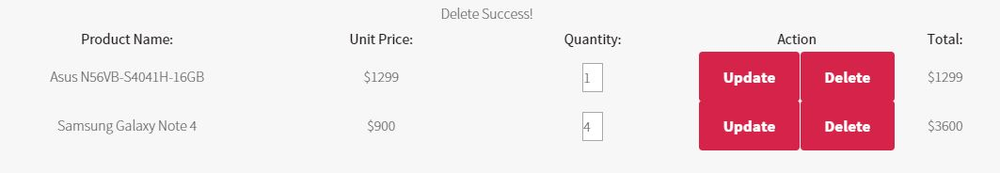 Delete Success!
Product Name: Unit Price: Quantity: Action Total:
Asus N56VB-S4041H-16GB $1299 1 Update Delete $1299
Samsung Galaxy Note 4 $900 4 Update Delete $3600